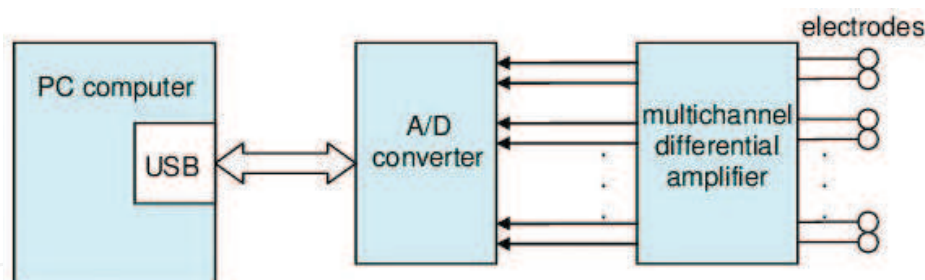 electrodes
PC computer
USB
A/D
converter
multichannel
differential
amplifier